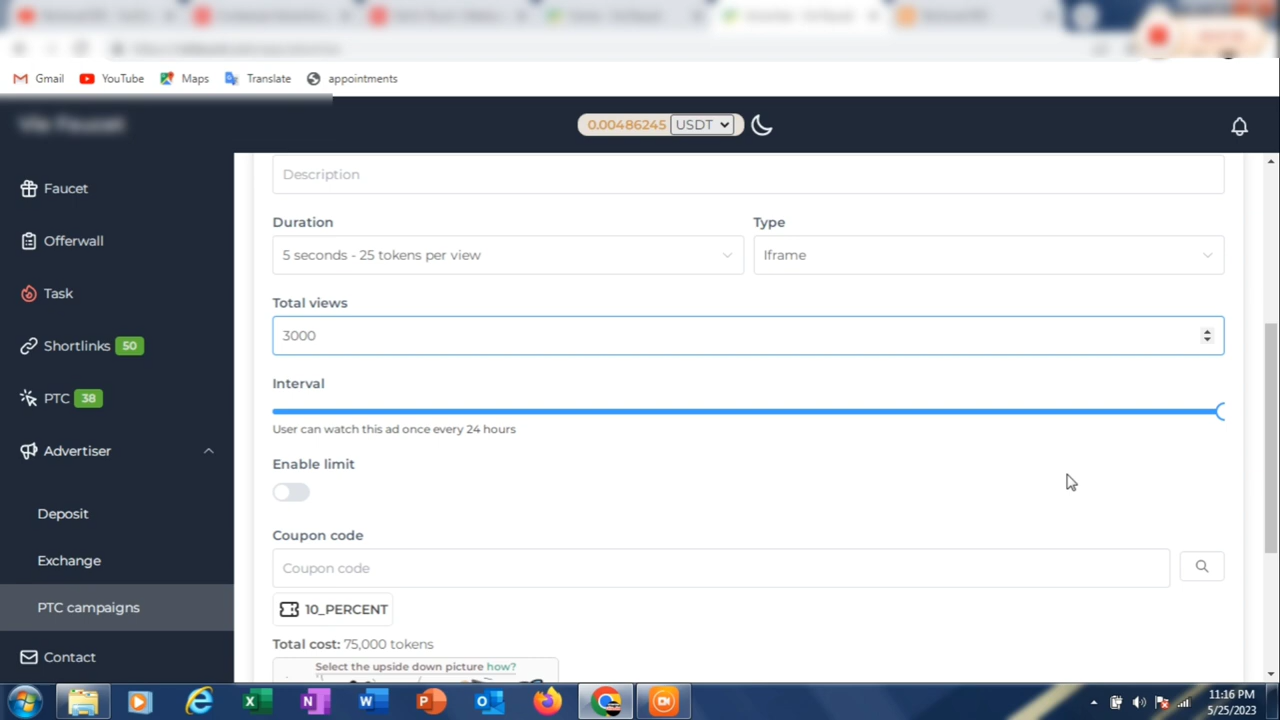 Gmail YouTube Maps Translate appointments
0.00486245 USDT
Faucet
Offerwall
Task
Shortlinks 50
PTC 38
Advertiser
Deposit
Exchange
PTC campaigns
Contact
Description
Duration Type
5 seconds - 25 tokens per view Iframe
Total views
3000
Interval
User can watch this ad once every 24 hours
Enable limit
Coupon code
Coupon code
10_PERCENT
Total cost: 75,000 tokens
Select the upside down picture how?
11:16 PM
5/25/2023